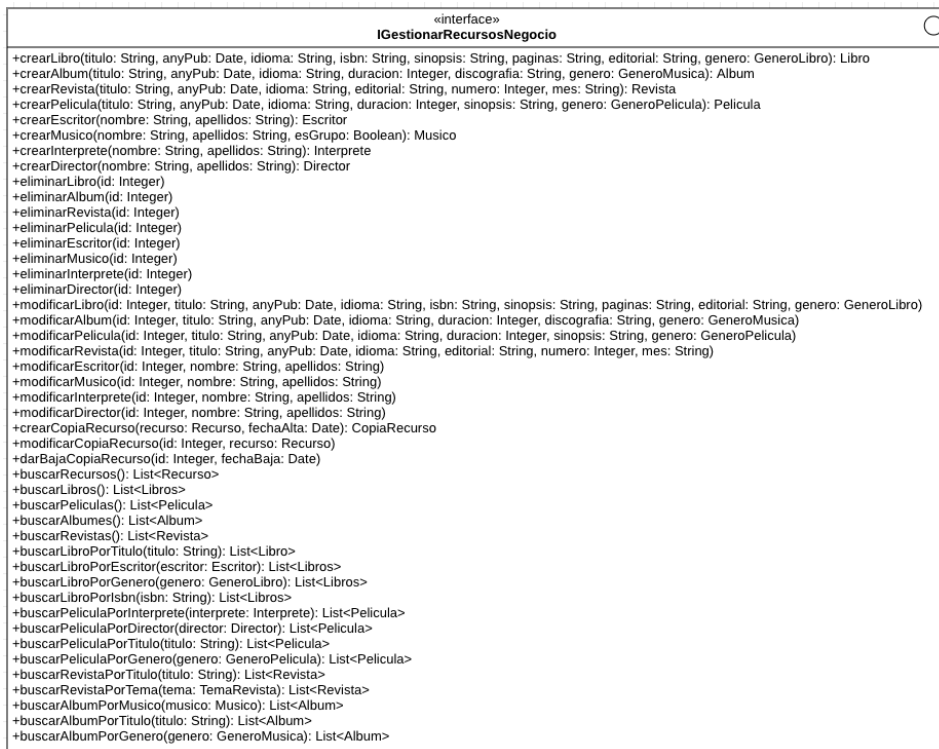 «interface»
IGestionarRecursosNegocio
+crearLibro(titulo: String, anyPub: Date, idioma: String, isbn: String, sinopsis: String, paginas: String, editorial: String, genero: GeneroLibro): Libro
+crearAlbum(titulo: String, anyPub: Date, idioma: String, duracion: Integer, discografia: String, genero: GeneroMusica): Album
+crearRevista(titulo: String, anyPub: Date, idioma: String, editorial: String, numero: Integer, mes: String): Revista
+crearPelicula(titulo: String, anyPub: Date, idioma: String, duracion: Integer, sinopsis: String, genero: GeneroPelicula): Pelicula
+crearEscritor(nombre: String, apellidos: String): Escritor
+crearMusico(nombre: String, apellidos: String, esGrupo: Boolean): Musico
+crearInterprete(nombre: String, apellidos: String): Interprete
+crearDirector(nombre: String, apellidos: String): Director
+eliminarLibro(id: Integer)
+eliminarAlbum(id: Integer)
+eliminarRevista(id: Integer)
+eliminarPelicula(id: Integer)
+eliminarEscritor(id: Integer)
+eliminarMusico(id: Integer)
+eliminarInterprete(id: Integer)
+eliminarDirector(id: Integer)
+modificarLibro(id: Integer, titulo: String, anyPub: Date, idioma: String, isbn: String, sinopsis: String, paginas: String, editorial: String, genero: GeneroLibro)
+modificarAlbum(id: Integer, titulo: String, anyPub: Date, idioma: String, duracion: Integer, discografia: String, genero: GeneroMusica)
+modificarPelicula(id: Integer, titulo: String, anyPub: Date, idioma: String, duracion: Integer, sinopsis: String, genero: GeneroPelicula)
+modificarRevista(id: Integer, titulo: String, anyPub: Date, idioma: String, editorial: String, numero: Integer, mes: String)
+modificarEscritor(id: Integer, nombre: String, apellidos: String)
+modificarMusico(id: Integer, nombre: String, apellidos: String)
+modificarInterprete(id: Integer, nombre: String, apellidos: String)
+modificarDirector(id: Integer, nombre: String, apellidos: String)
+crearCopiaRecurso(recurso: Recurso, fechaAlta: Date): CopiaRecurso
+modificarCopiaRecurso(id: Integer, recurso: Recurso)
+darBajaCopiaRecurso(id: Integer, fechaBaja: Date)
+buscarRecursos(): List<Recurso>
+buscarLibros(): List<Libros>
+buscarPeliculas(): List<Pelicula>
+buscarAlbumes(): List<Album>
+buscarRevistas(): List<Revista>
+buscarLibroPorTitulo(titulo: String): List<Libro>
+buscarLibroPorEscritor(escritor: Escritor): List<Libros>
+buscarLibroPorGenero(genero: GeneroLibro): List<Libros>
+buscarLibroPorIsbn(isbn: String): List<Libros>
+buscarPeliculaPorInterprete(interprete: Interprete): List<Pelicula>
+buscarPeliculaPorDirector(director: Director): List<Pelicula>
+buscarPeliculaPorTitulo(titulo: String): List<Pelicula>
+buscarPeliculaPorGenero(genero: GeneroPelicula): List<Pelicula>
+buscarRevistaPorTitulo(titulo: String): List<Revista>
+buscarRevistaPorTema(tema: TemaRevista): List<Revista>
+buscarAlbumPorMusico(musico: Musico): List<Album>
+buscarAlbumPorTitulo(titulo: String): List<Album>
+buscarAlbumPorGenero(genero: GeneroMusica): List<Album>